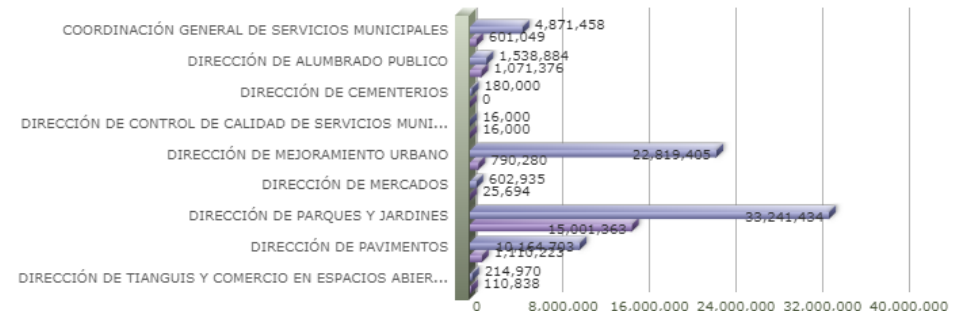 COORDINACIÓN GENERAL DE SERVICIOS MUNICIPALES
4,871,458
601,049
DIRECCIÓN DE ALUMBRADO PUBLICO
1,538,884
1,071,376
DIRECCIÓN DE CEMENTERIOS
180,000
0
DIRECCIÓN DE CONTROL DE CALIDAD DE SERVICIOS MUNI...
16,000
16,000
DIRECCIÓN DE MEJORAMIENTO URBANO
22,819,405
790,280
DIRECCIÓN DE MERCADOS
602,935
25,694
DIRECCIÓN DE PARQUES Y JARDINES
33,241,434
15,001,363
DIRECCIÓN DE PAVIMENTOS
10,164,703
1,110,223
DIRECCIÓN DE TIANGUIS Y COMERCIO EN ESPACIOS ABIER...
214,970
110,838
0 8,000,000 16,000,000 24,000,000 32,000,000 40,000,000